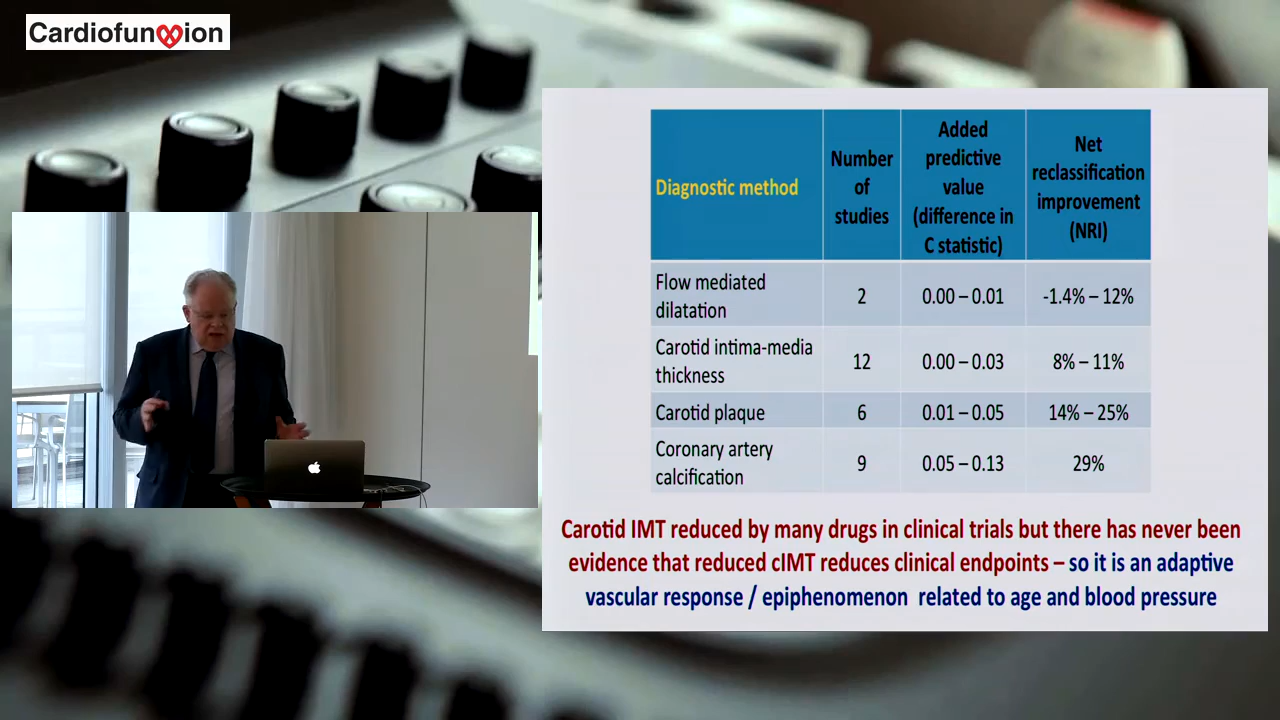 Cardiofunxion
Diagnostic method
Number
of
studies
Added
predictive
value
(difference in
C statistic)
Net
reclassification
improvement
(NRI)
Flow mediated
dilatation
2
0.00 – 0.01
-1.4% – 12%
Carotid intima-media
thickness
12
0.00 – 0.03
8% – 11%
Carotid plaque
6
0.01 – 0.05
14% – 25%
Coronary artery
calcification
9
0.05 – 0.13
29%
Carotid IMT reduced by many drugs in clinical trials but there has never been
evidence that reduced cIMT reduces clinical endpoints – so it is an adaptive
vascular response / epiphenomenon related to age and blood pressure